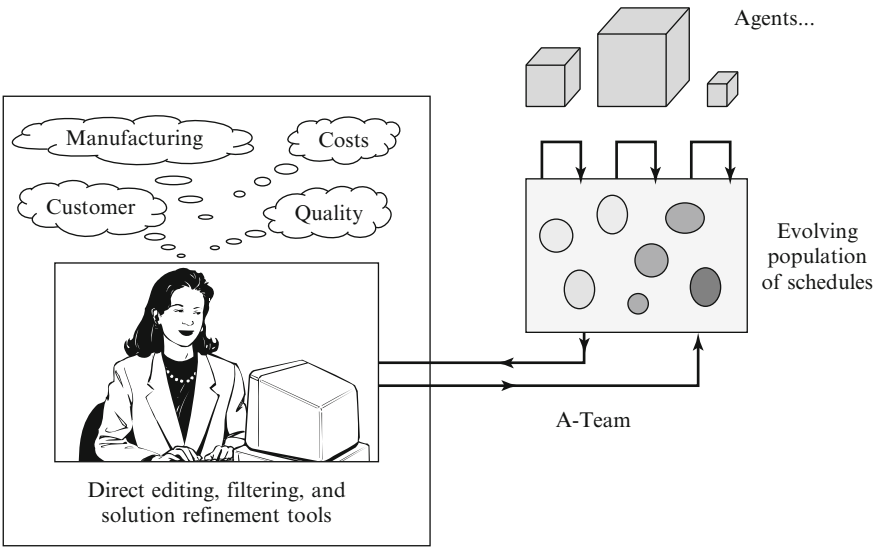 Agents...
Manufacturing
Costs
Customer
Quality
Evolving
population
of schedules
A-Team
Direct editing, filtering, and
solution refinement tools